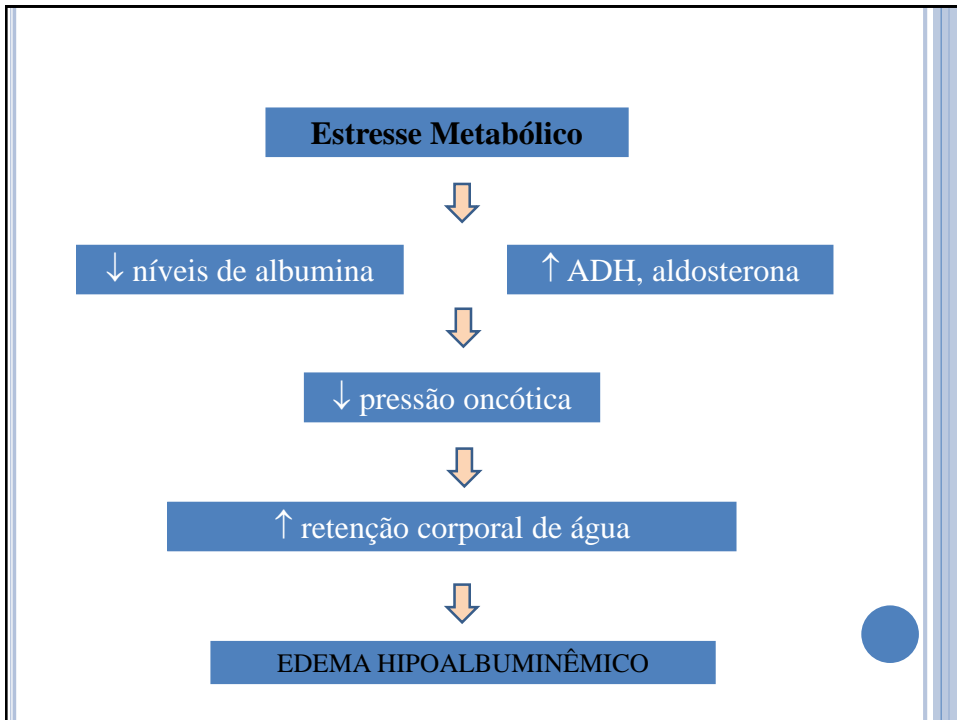 Estresse Metabólico
↓ níveis de albumina
↑ ADH, aldosterona
↓ pressão oncótica
↑ retenção corporal de água
EDEMA HIPOALBUMINÊMICO